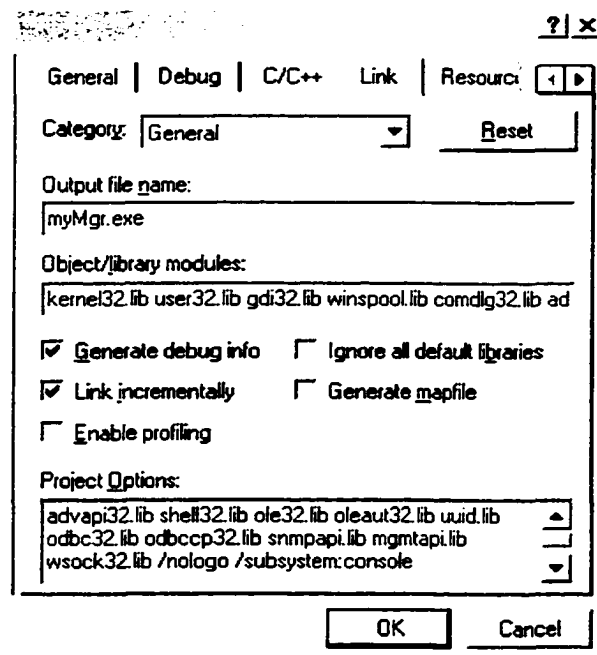 ? ×
General Debug C/C++ Link
Category: General Reset
Output file name:
myMgr.exe
Object/library modules:
kernel32.lib user32.lib gdi32.lib winspool.lib comdlg32.lib ad
Generate debug info Ignore all default libraries
Link incrementally Generate mapfile
Enable profiling
Project Options:
advapi32.lib shell32.lib ole32.lib oleaut32.lib uuid.lib
odbc32.lib odbccp32.lib snmpapi.lib mgmtapi.lib
wsock32.lib /nologo /subsystem:console
OK Cancel